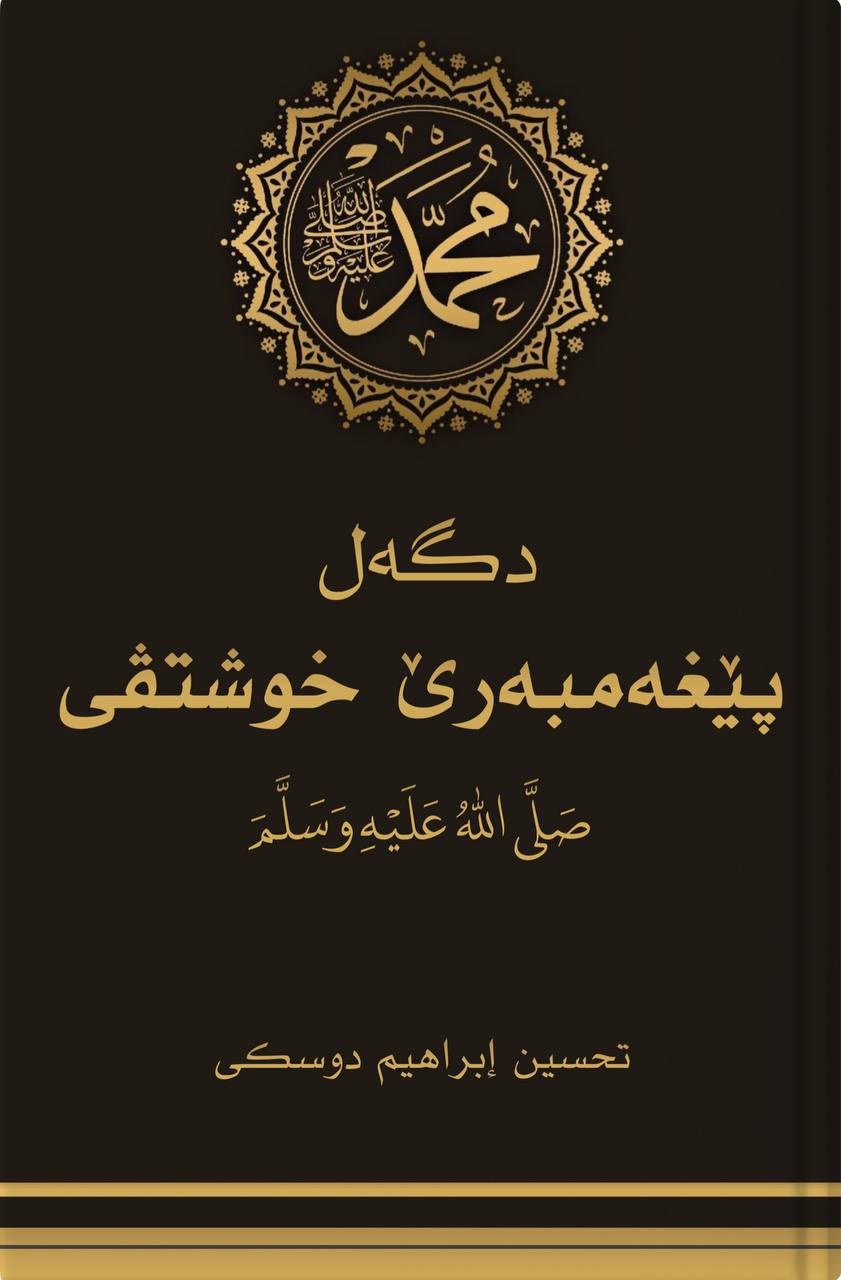 محمد
صلى الله عليه وسلم
دگەل
پێغەمبەرێ خوشتڤی
صَلَّى اللهُ عَلَيْهِ وَسَلَّمَ
تحسين إبراهيم دوسكى